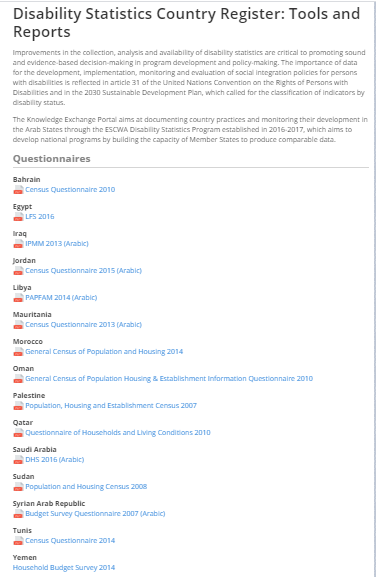 Disability Statistics Country Register: Tools and
Reports
Improvements in the collection, analysis and availability of disability statistics are critical to promoting sound
and evidence-based decision-making in program development and policy-making. The importance of data
for the development, implementation, monitoring and evaluation of social integration policies for persons
with disabilities is reflected in article 31 of the United Nations Convention on the Rights of Persons with
Disabilities and in the 2030 Sustainable Development Plan, which called for the classification of indicators by
disability status.
The Knowledge Exchange Portal aims at documenting country practices and monitoring their development in
the Arab States through the ESCWA Disability Statistics Program established in 2016-2017, which aims to
develop national programs by building the capacity of Member States to produce comparable data.
Questionnaires
Bahrain
Census Questionnaire 2010
Egypt
LFS 2016
Iraq
IPMM 2013 (Arabic)
Jordan
Census Questionnaire 2015 (Arabic)
Libya
PAPFAM 2014 (Arabic)
Mauritania
Census Questionnaire 2013 (Arabic)
Morocco
General Census of Population and Housing 2014
Oman
General Census of Population Housing & Establishment Information Questionnaire 2010
Palestine
Population, Housing and Establishment Census 2007
Qatar
Questionnaire of Households and Living Conditions 2010
Saudi Arabia
DHS 2016 (Arabic)
Sudan
Population and Housing Census 2008
Syrian Arab Republic
Budget Survey Questionnaire 2007 (Arabic)
Tunis
Census Questionnaire 2014
Yemen
Household Budget Survey 2014